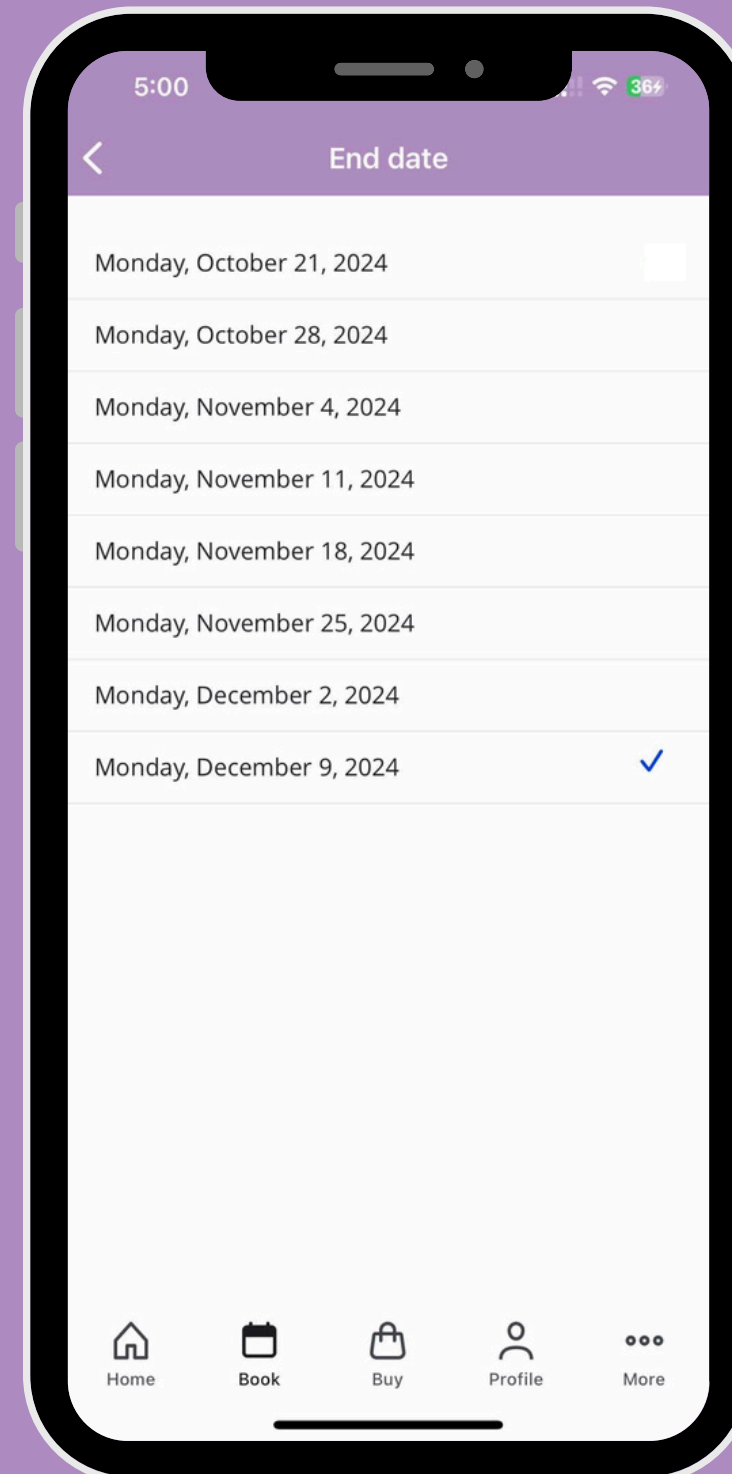 5:00
36
End date
Monday, October 21, 2024
Monday, October 28, 2024
Monday, November 4, 2024
Monday, November 11, 2024
Monday, November 18, 2024
Monday, November 25, 2024
Monday, December 2, 2024
Monday, December 9, 2024
Home
Book
Buy
Profile
More